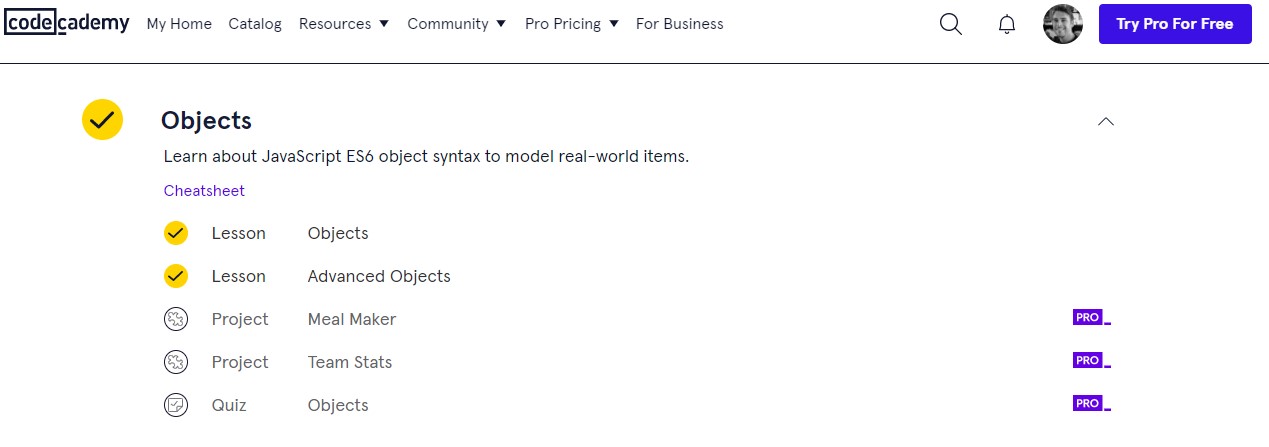 codecademy My Home Catalog Resources Community Pro Pricing For Business Try Pro For Free
Objects
Learn about JavaScript ES6 object syntax to model real-world items.
Cheatsheet
Lesson Objects
Lesson Advanced Objects
Project Meal Maker PRO
Project Team Stats PRO
Quiz Objects PRO